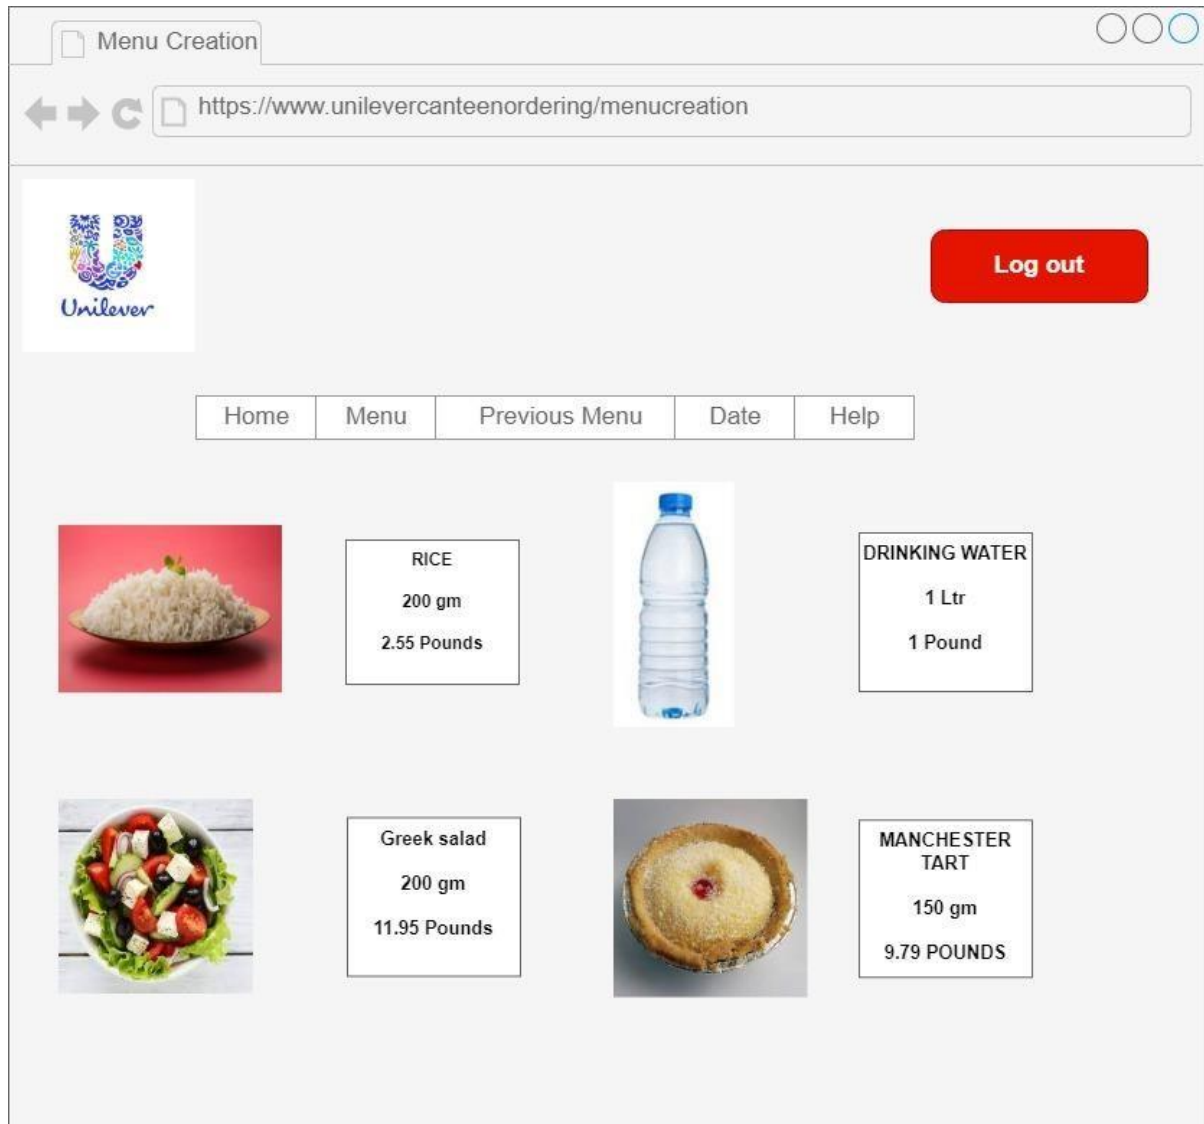 Menu Creation
https://www.unilevercanteenordering/menucreation
Unilever
Log out
Home Menu Previous Menu Date Help
RICE
200 gm
2.55 Pounds
DRINKING WATER
1 Ltr
1 Pound
Greek salad
200 gm
11.95 Pounds
MANCHESTER
TART
150 gm
9.79 POUNDS